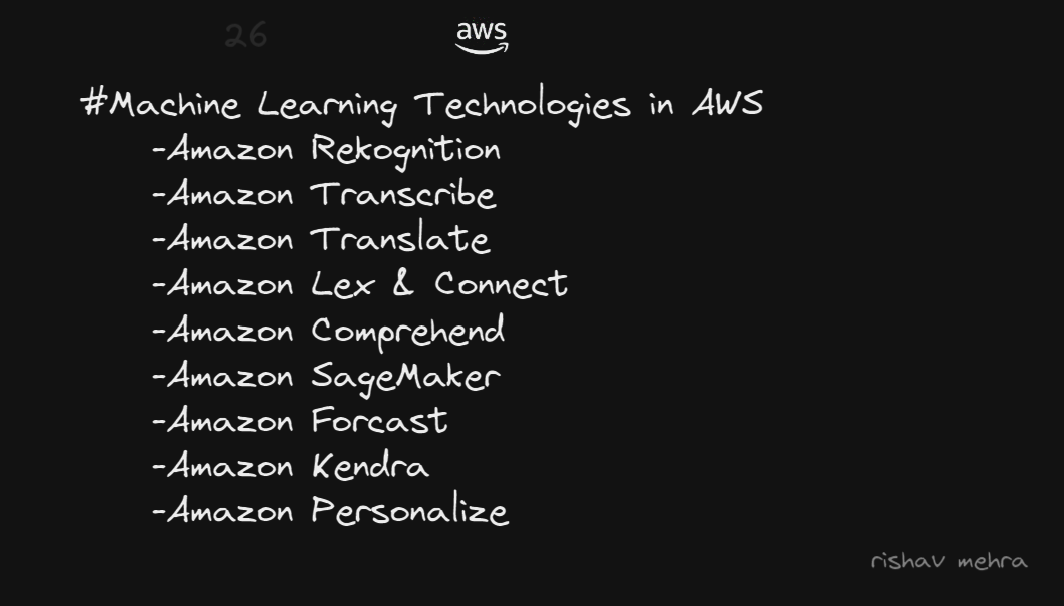 26
aws
#Machine Learning Technologies in AWS
-Amazon Rekognition
-Amazon Transcribe
-Amazon Translate
-Amazon Lex & Connect
-Amazon Comprehend
-Amazon SageMaker
-Amazon Forcast
-Amazon Kendra
-Amazon Personalize
rishav mehra